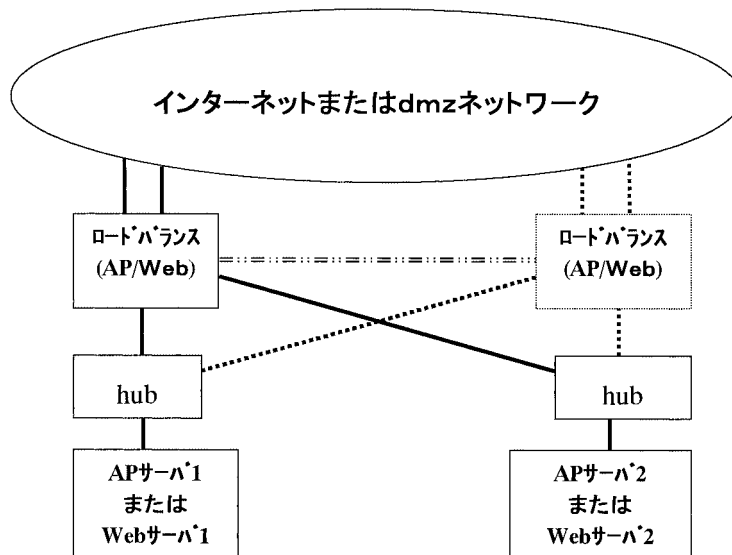 インターネットまたはdmzネットワーク
ロードバランス
(AP/Web)
ロードバランス
(AP/Web)
hub
hub
APサーバ1
または
Webサーバ1
APサーバ2
または
Webサーバ2